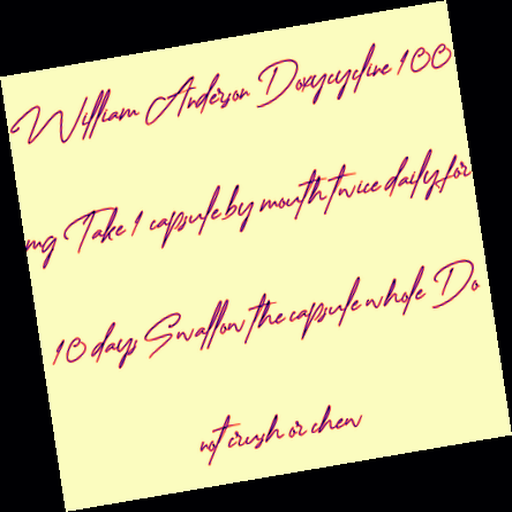 William Anderson Doxycycline 100
mg Take 1 capsule by mouth twice daily for
10 days Swallow the capsule whole Do
not crush or chew